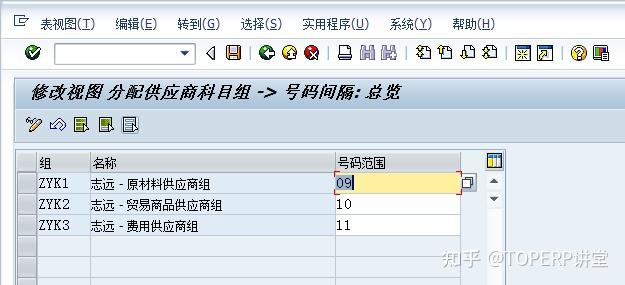 表视图(T) 编辑(E) 转到(G) 选择(S) 实用程序(U) 系统(Y) 帮助(H)
修改视图 分配供应商科目组 -> 号码间隔: 总览
组 名称 号码范围
ZYK1 志远 - 原材料供应商组 09
ZYK2 志远 - 贸易商品供应商组 10
ZYK3 志远 - 费用供应商组 11
知乎 @TOPERP讲堂